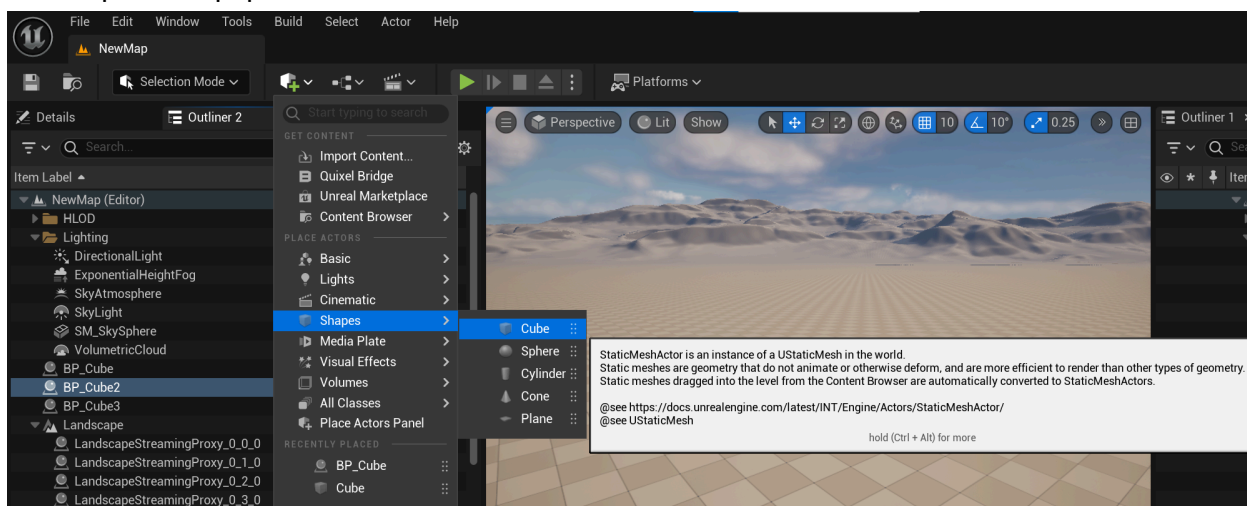 File Edit Window Tools Build Select Actor Help
NewMap
Selection Mode
Platforms
Details
Outliner 2
Search...
Item Label
NewMap (Editor)
HLOD
Lighting
DirectionalLight
ExponentialHeightFog
SkyAtmosphere
SkyLight
SM_SkySphere
VolumetricCloud
BP_Cube
BP_Cube2
BP_Cube3
Landscape
LandscapeStreamingProxy_0_0_0
LandscapeStreamingProxy_0_1_0
LandscapeStreamingProxy_0_2_0
LandscapeStreamingProxy_0_3_0
Start typing to search
GET CONTENT
Import Content...
Quixel Bridge
Unreal Marketplace
Content Browser
PLACE ACTORS
Basic
Lights
Cinematic
Shapes
Media Plate
Visual Effects
Volumes
All Classes
Place Actors Panel
RECENTLY PLACED
BP_Cube
Cube
Cube
Sphere
Cylinder
Cone
Plane
Perspective Lit Show 10 10° 0.25
StaticMeshActor is an instance of a UStaticMesh in the world.
Static meshes are geometry that do not animate or otherwise deform, and are more efficient to render than other types of geometry.
Static meshes dragged into the level from the Content Browser are automatically converted to StaticMeshActors.
@see https://docs.unrealengine.com/latest/INT/Engine/Actors/StaticMeshActor/
@see UStaticMesh
hold (Ctrl + Alt) for more
Outliner 1